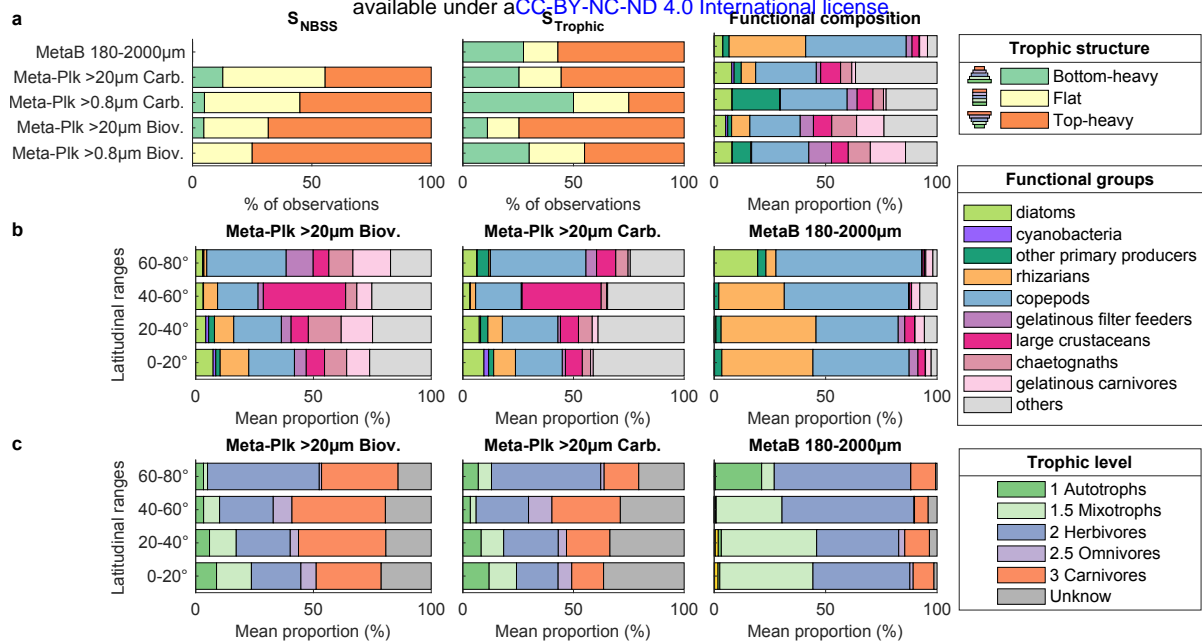 available under aCC-BY-NC-ND 4.0 International license.
a
S_NBSS
S_Trophic
Functional composition
MetaB 180-2000µm
Meta-Plk >20µm Carb.
Meta-Plk >0.8µm Carb.
Meta-Plk >20µm Biov.
Meta-Plk >0.8µm Biov.
0 50 100
0 50 100
0 50 100
% of observations
% of observations
Mean proportion (%)
Trophic structure
Bottom-heavy
Flat
Top-heavy
b
Meta-Plk >20µm Biov.
Meta-Plk >20µm Carb.
MetaB 180-2000µm
Latitudinal ranges
60-80°
40-60°
20-40°
0-20°
0 50 100
0 50 100
0 50 100
Mean proportion (%)
Mean proportion (%)
Mean proportion (%)
Functional groups
diatoms
cyanobacteria
other primary producers
rhizarians
copepods
gelatinous filter feeders
large crustaceans
chaetognaths
gelatinous carnivores
others
c
Meta-Plk >20µm Biov.
Meta-Plk >20µm Carb.
MetaB 180-2000µm
Latitudinal ranges
60-80°
40-60°
20-40°
0-20°
0 50 100
0 50 100
0 50 100
Mean proportion (%)
Mean proportion (%)
Mean proportion (%)
Trophic level
1 Autotrophs
1.5 Mixotrophs
2 Herbivores
2.5 Omnivores
3 Carnivores
Unknow